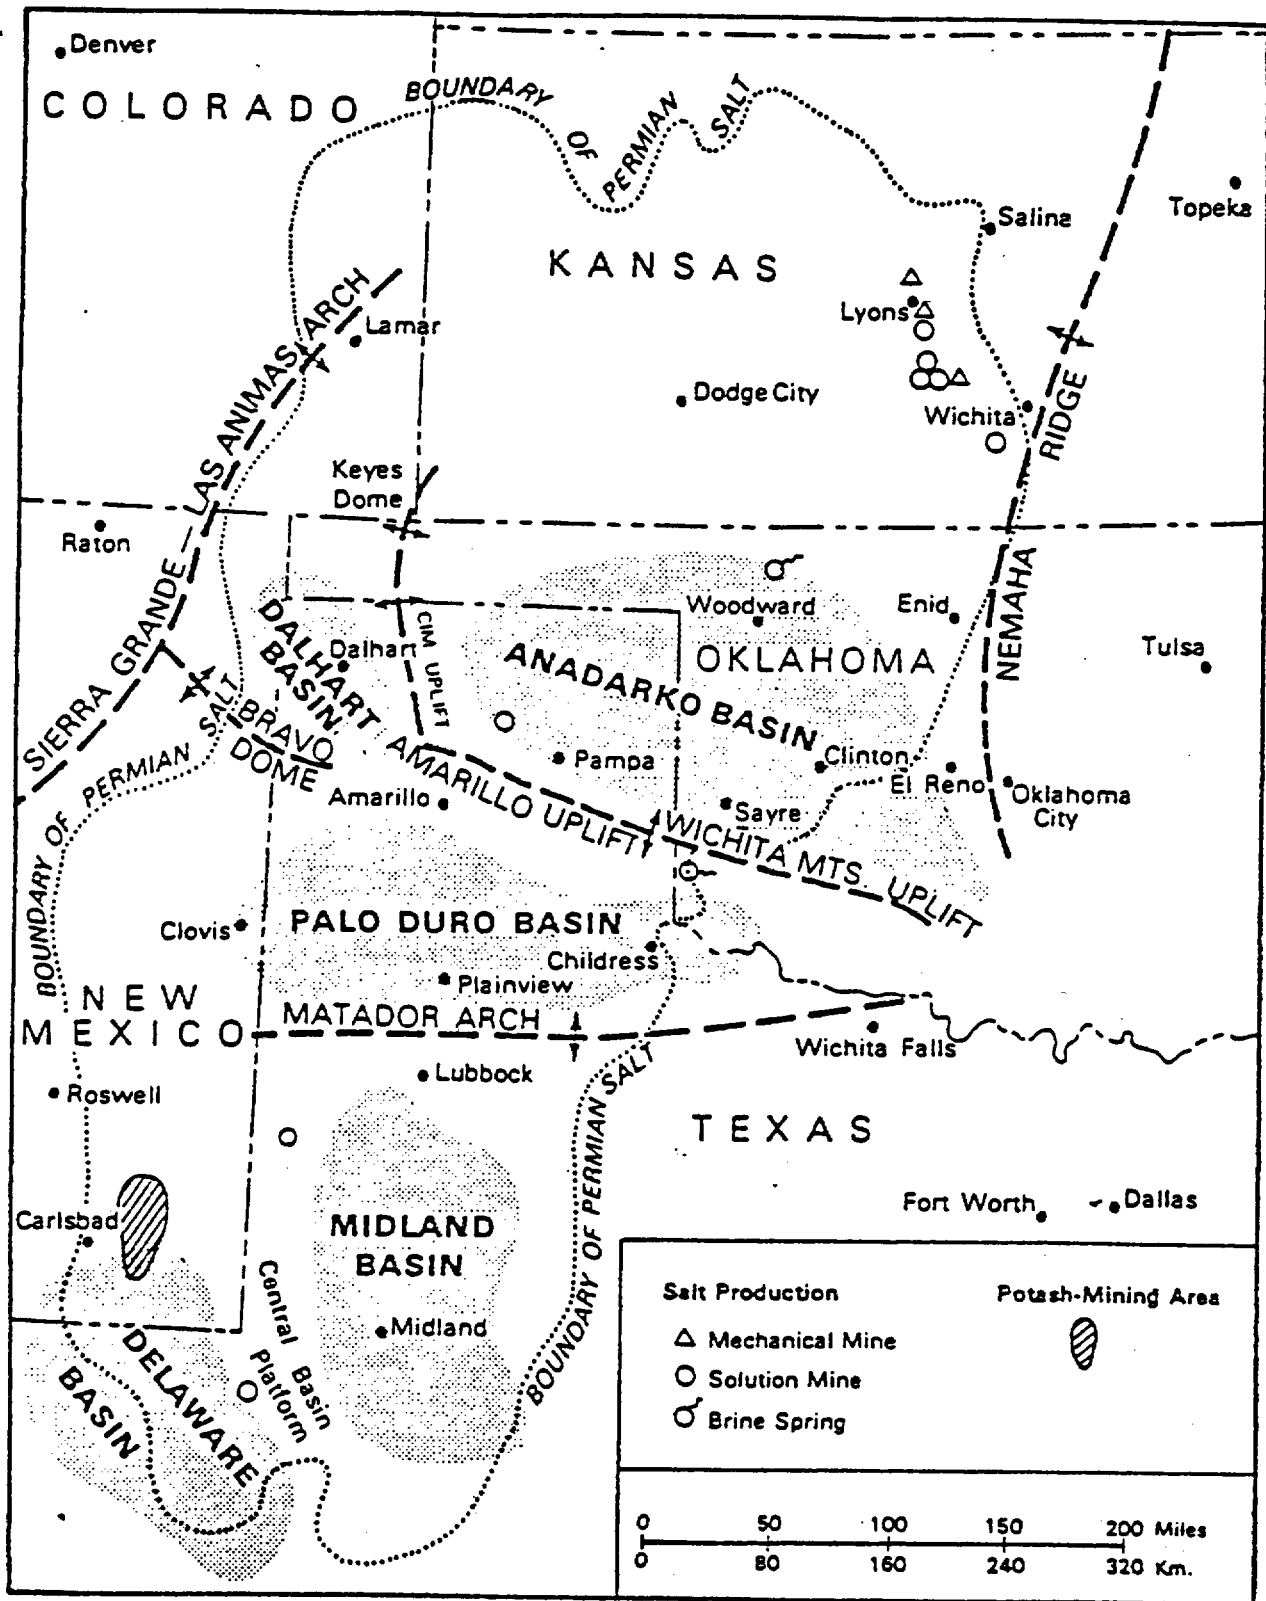 Denver
COLORADO
BOUNDARY
OF
PERMIAN
SALT
Topeka
Salina
KANSAS
Lyons
Lamar
Dodge City
Wichita
RIDGE
NEMAHA
SIERRA GRANDE – LAS ANIMAS ARCH
Keyes
Dome
Raton
Woodward
Enid
Tulsa
DALHART
BASIN
Dalhart
CIM UPLIFT
OKLAHOMA
ANADARKO BASIN
BRAVO
DOME
BOUNDARY OF PERMIAN SALT
Pampa
Clinton
El Reno
Oklahoma
City
Amarillo
AMARILLO UPLIFT
Sayre
WICHITA MTS. UPLIFT
Clovis
PALO DURO BASIN
Childress
Plainview
NEW
MEXICO
MATADOR ARCH
Wichita Falls
Lubbock
Roswell
TEXAS
BOUNDARY OF PERMIAN SALT
Carlsbad
Fort Worth
Dallas
MIDLAND
BASIN
Central Basin
Platform
Midland
DELAWARE
BASIN
Salt Production
Potash-Mining Area
Mechanical Mine
Solution Mine
Brine Spring
0 50 100 150 200 Miles
0 80 160 240 320 Km.